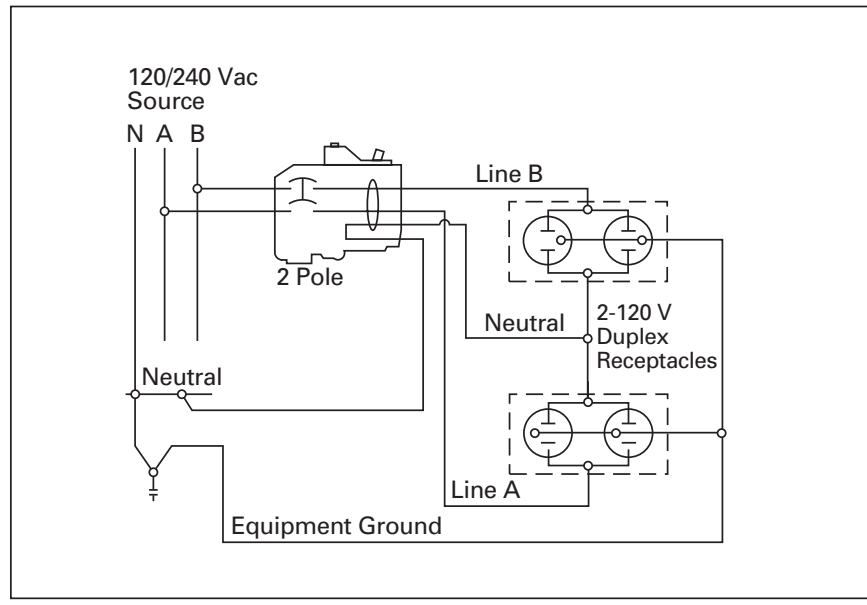 120/240 Vac
Source
N A B
Line B
2 Pole
2-120 V
Duplex
Receptacles
Neutral
Neutral
Line A
Equipment Ground